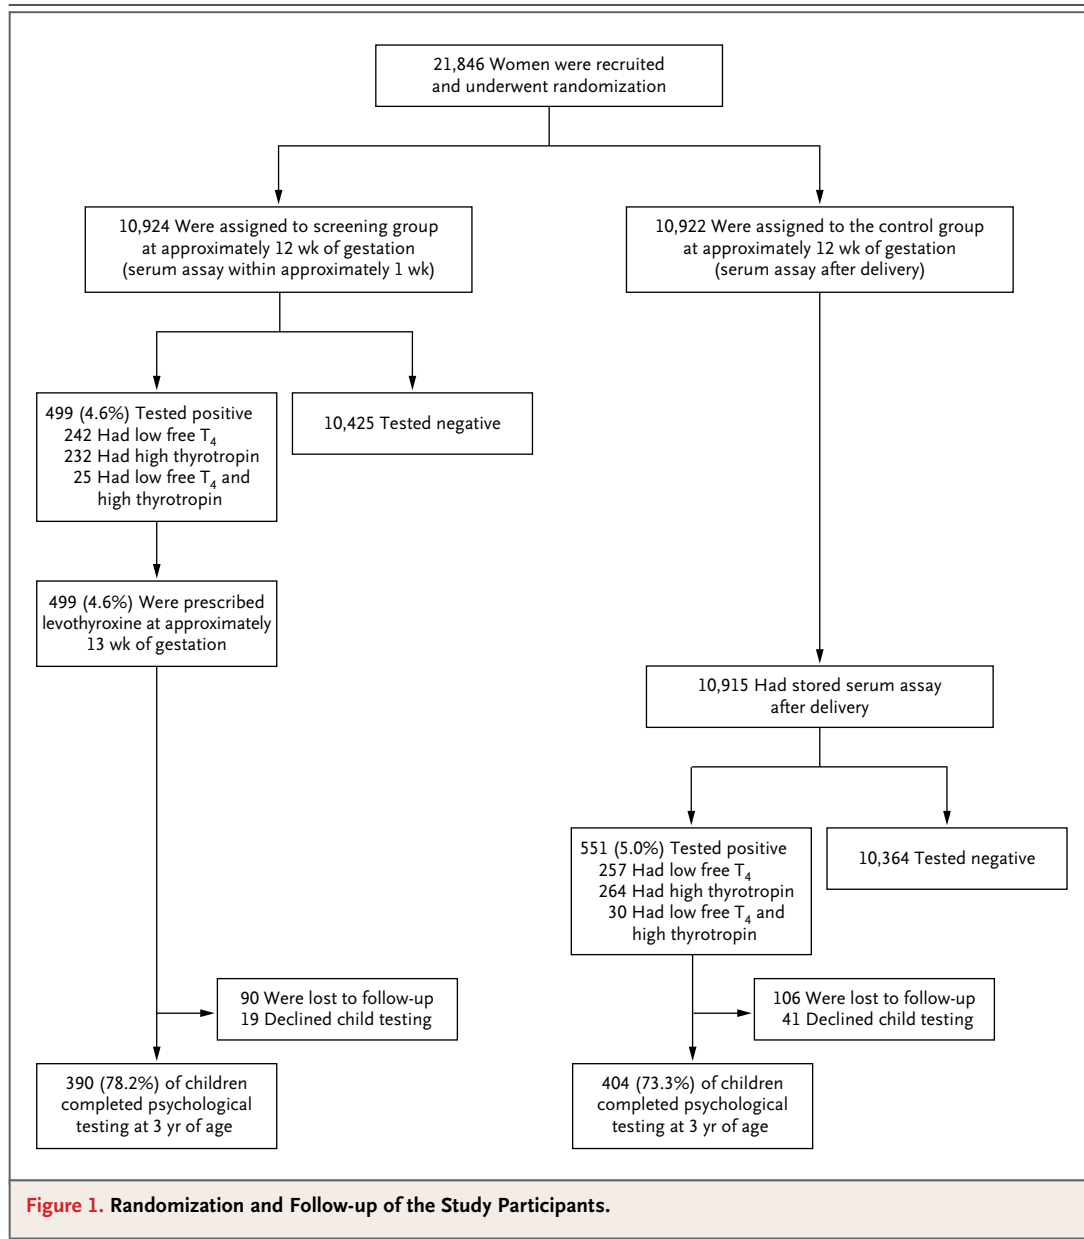 21,846 Women were recruited
and underwent randomization
10,924 Were assigned to screening group
at approximately 12 wk of gestation
(serum assay within approximately 1 wk)
10,922 Were assigned to the control group
at approximately 12 wk of gestation
(serum assay after delivery)
499 (4.6%) Tested positive
242 Had low free T4
232 Had high thyrotropin
25 Had low free T4 and
high thyrotropin
10,425 Tested negative
499 (4.6%) Were prescribed
levothyroxine at approximately
13 wk of gestation
10,915 Had stored serum assay
after delivery
551 (5.0%) Tested positive
257 Had low free T4
264 Had high thyrotropin
30 Had low free T4 and
high thyrotropin
10,364 Tested negative
90 Were lost to follow-up
19 Declined child testing
106 Were lost to follow-up
41 Declined child testing
390 (78.2%) of children
completed psychological
testing at 3 yr of age
404 (73.3%) of children
completed psychological
testing at 3 yr of age
Figure 1. Randomization and Follow-up of the Study Participants.